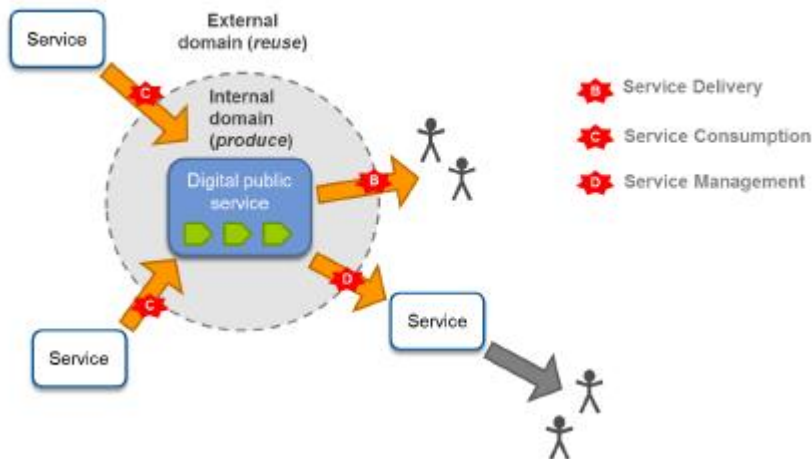 Service
External
domain (reuse)
C
Internal
domain
(produce)
Digital public
service
B
D
C
Service
Service
B Service Delivery
C Service Consumption
D Service Management